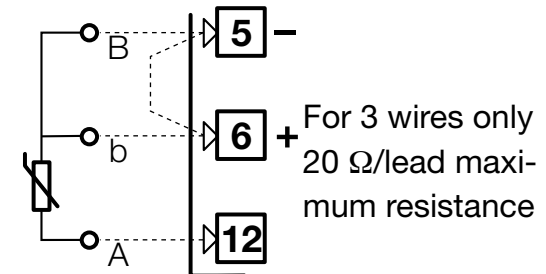 B 5 –
b 6 + For 3 wires only
20 Ω/lead maxi-
mum resistance
A 12